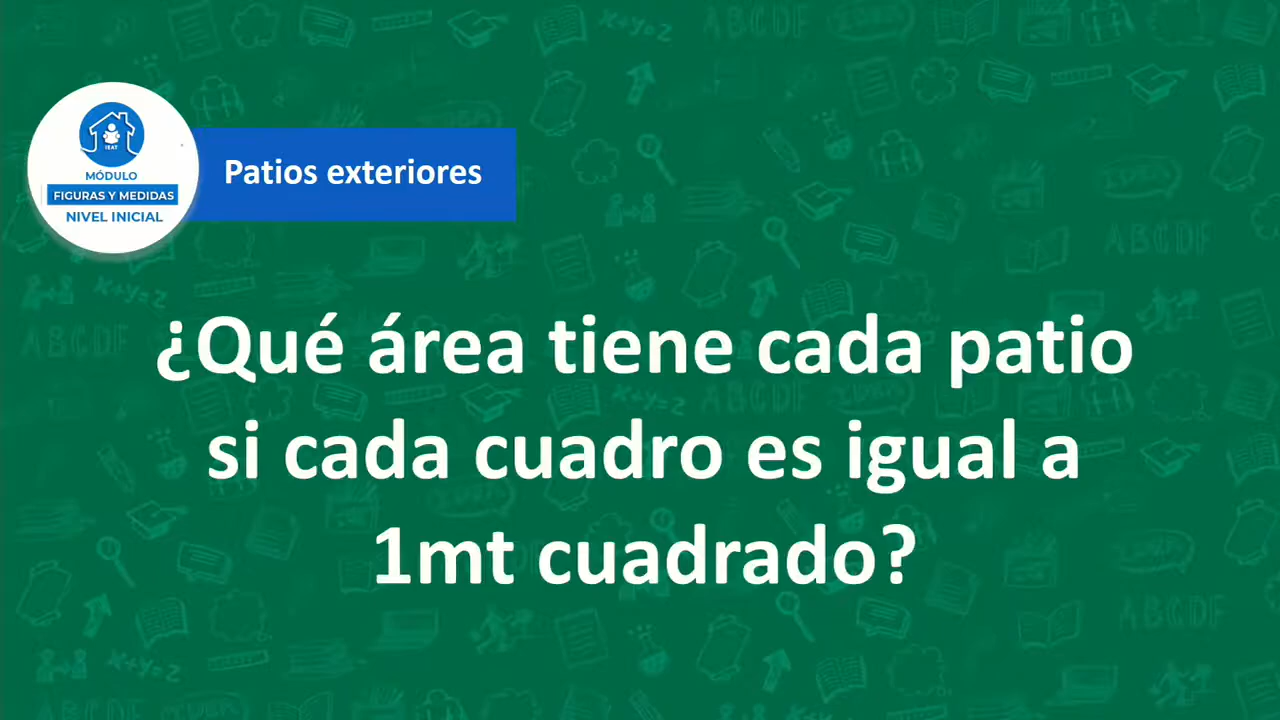 IEAT
MÓDULO
FIGURAS Y MEDIDAS
NIVEL INICIAL
Patios exteriores
¿Qué área tiene cada patio
si cada cuadro es igual a
1mt cuadrado?